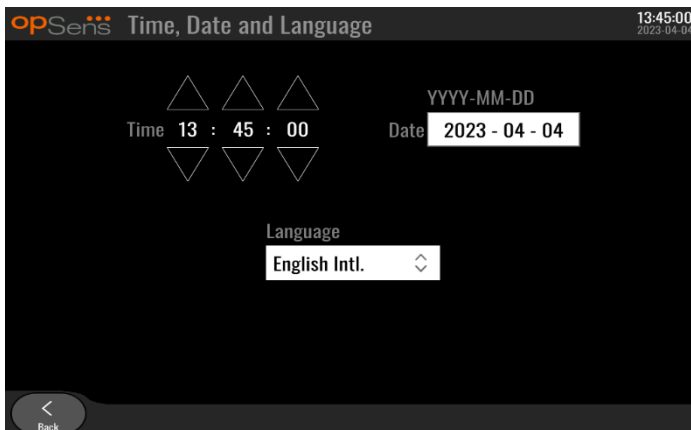 opSens Time, Date and Language
13:45:00
2023-04-04
YYYY-MM-DD
Time 13 : 45 : 00
Date 2023 - 04 - 04
Language
English Intl.
Back